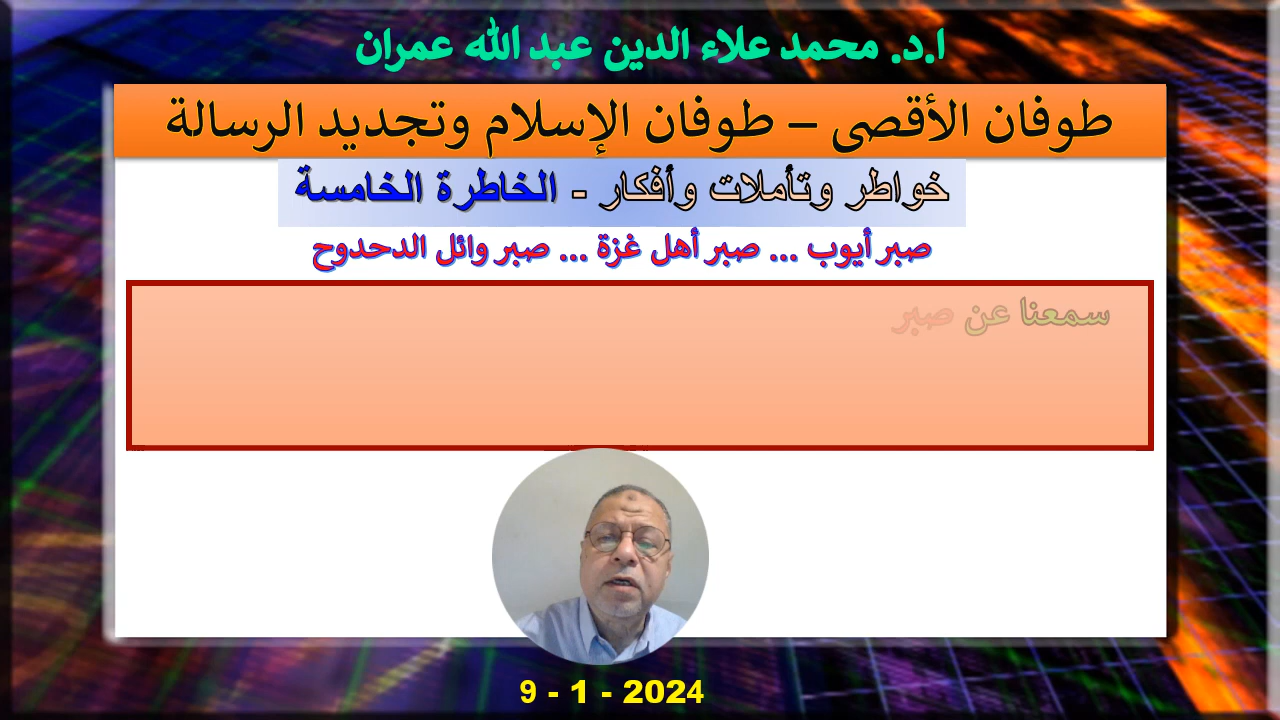 ا.د. محمد علاء الدين عبد الله عمران
طوفان الأقصى – طوفان الإسلام وتجديد الرسالة
خواطر وتأملات وأفكار - الخاطرة الخامسة
صبر أيوب ... صبر أهل غزة ... صبر وائل الدحدوح
سمعنا عن صبر
9 - 1 - 2024